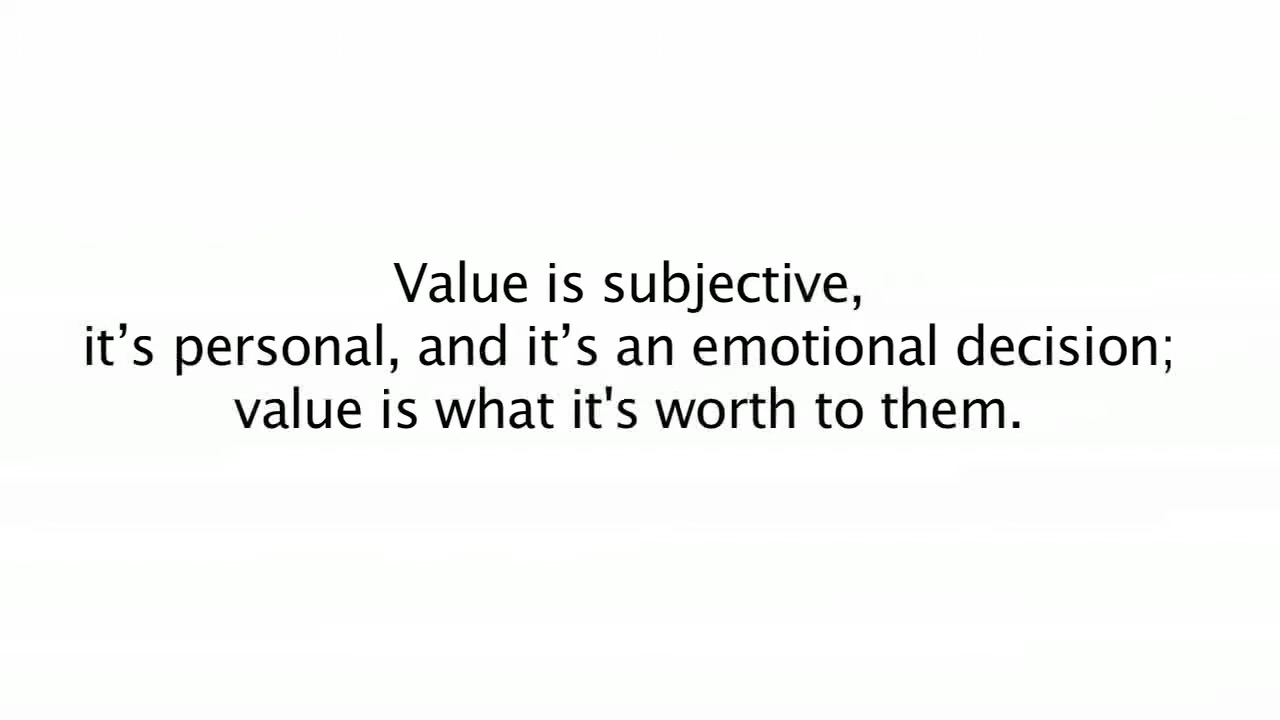 Value is subjective,
it’s personal, and it’s an emotional decision;
value is what it's worth to them.